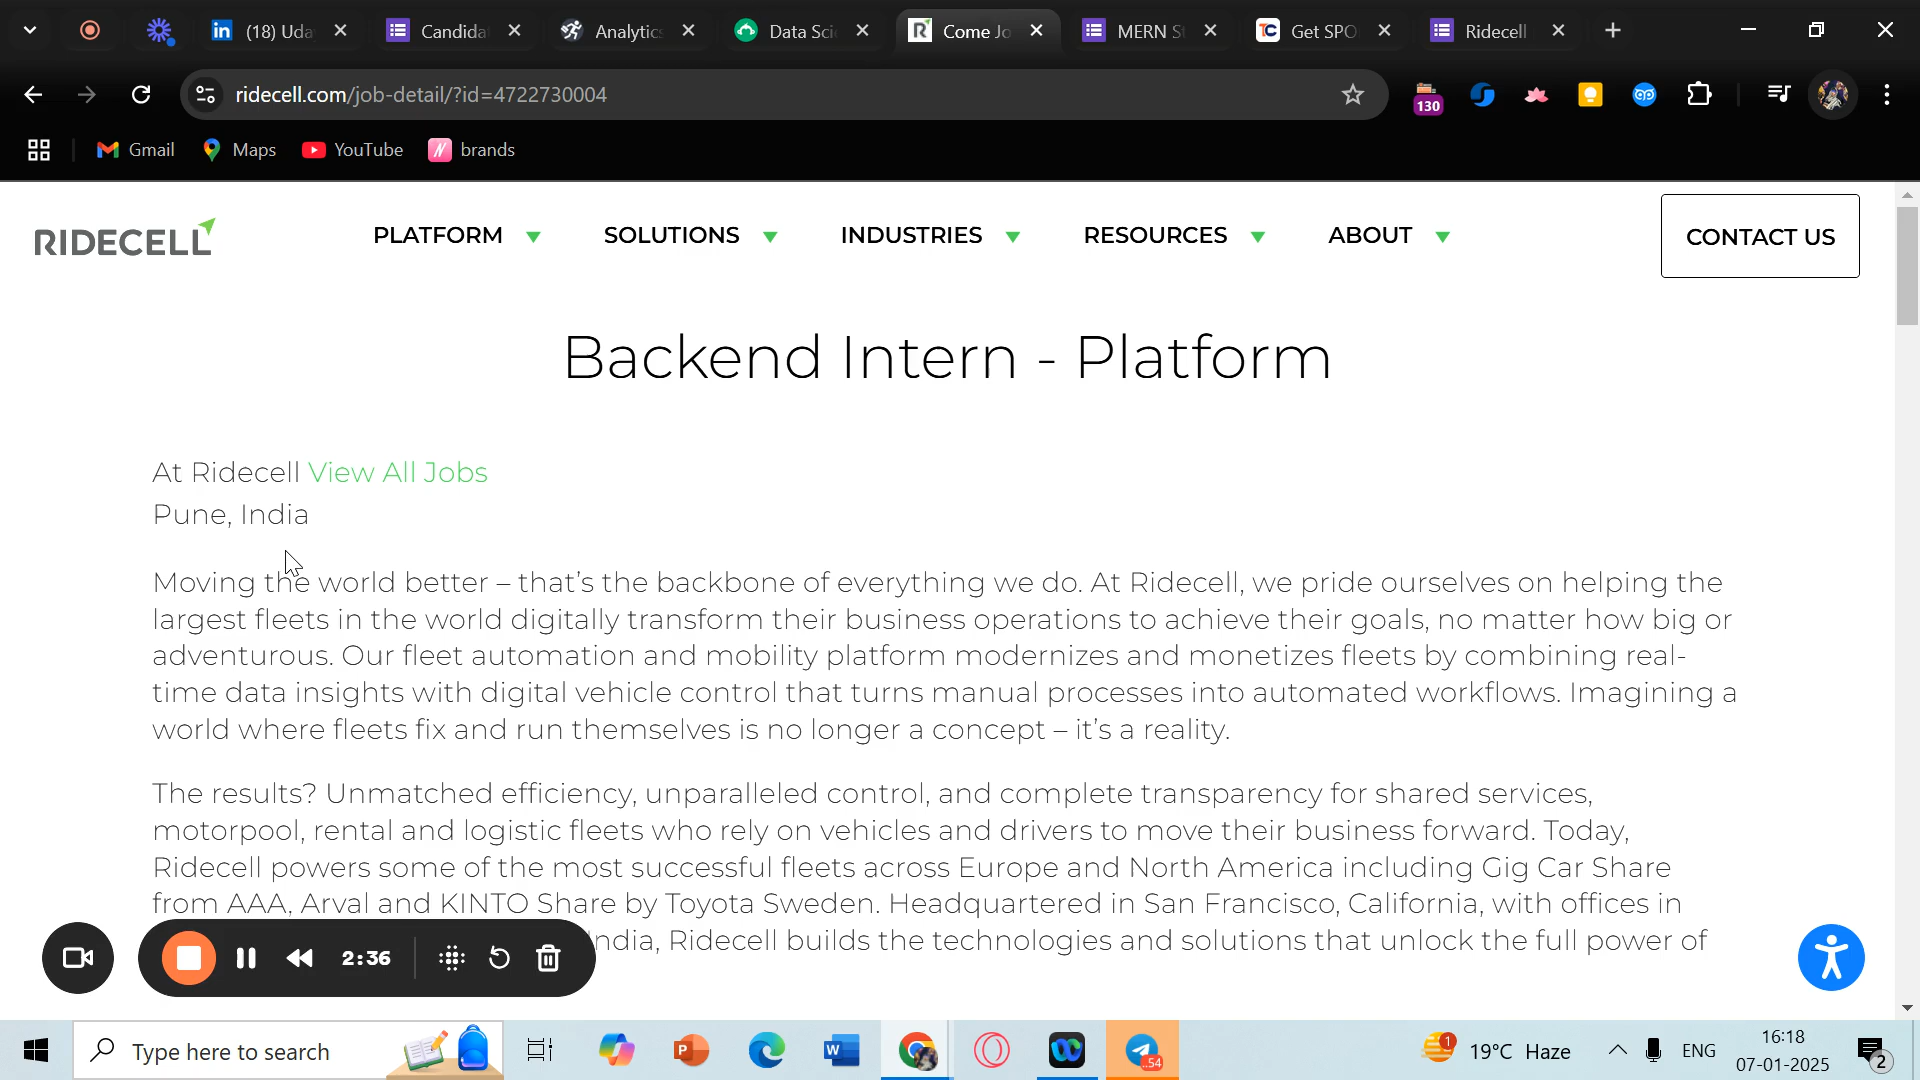 (18) Uda
Candida
Analytics
Data Sci
Come Jo
MERN S
Get SPO
Ridecell
ridecell.com/job-detail/?id=4722730004
130
Gmail
Maps
YouTube
brands
RIDECELL
PLATFORM
SOLUTIONS
INDUSTRIES
RESOURCES
ABOUT
CONTACT US
Backend Intern - Platform
At Ridecell View All Jobs
Pune, India
Moving the world better – that’s the backbone of everything we do. At Ridecell, we pride ourselves on helping the
largest fleets in the world digitally transform their business operations to achieve their goals, no matter how big or
adventurous. Our fleet automation and mobility platform modernizes and monetizes fleets by combining real-
time data insights with digital vehicle control that turns manual processes into automated workflows. Imagining a
world where fleets fix and run themselves is no longer a concept – it’s a reality.
The results? Unmatched efficiency, unparalleled control, and complete transparency for shared services,
motorpool, rental and logistic fleets who rely on vehicles and drivers to move their business forward. Today,
Ridecell powers some of the most successful fleets across Europe and North America including Gig Car Share
from AAA, Arval and KINTO Share by Toyota Sweden. Headquartered in San Francisco, California, with offices in
India, Ridecell builds the technologies and solutions that unlock the full power of
2:36
Type here to search
54
1
19°C Haze
ENG
16:18
07-01-2025
2